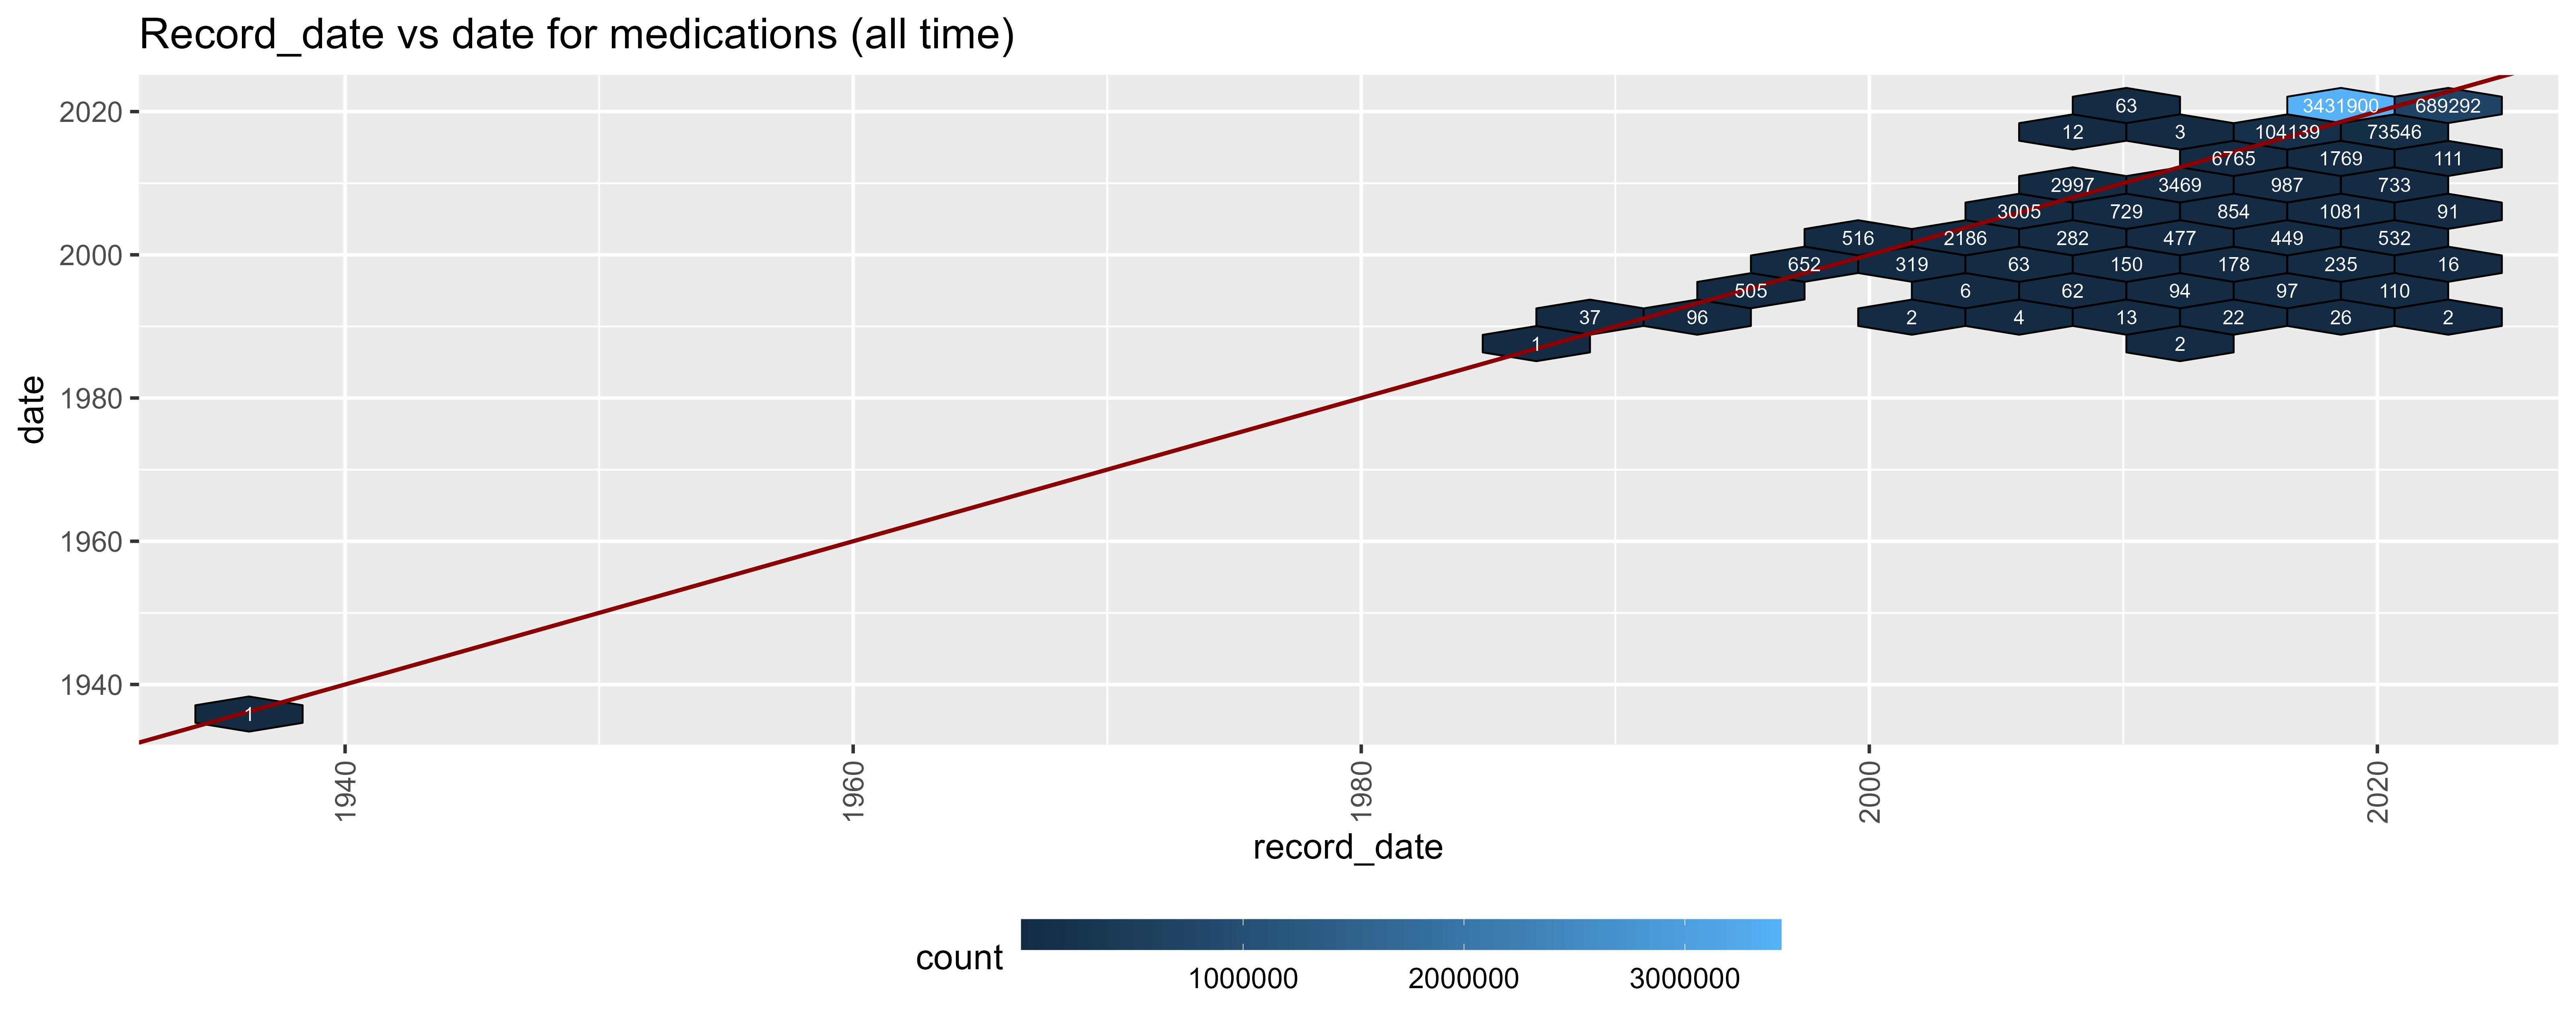 Record_date vs date for medications (all time)
2020
2000
1980
1960
1940
date
63 3431900 689292
12 3 104139 73546
6765 1769 111
2997 3469 987 733
3005 729 854 1081 91
516 2186 282 477 449 532
652 319 63 150 178 235 16
505 6 62 94 97 110
37 96 2 4 13 22 26 2
1 2
1
1940 1960 1980 2000 2020
record_date
count
1000000 2000000 3000000